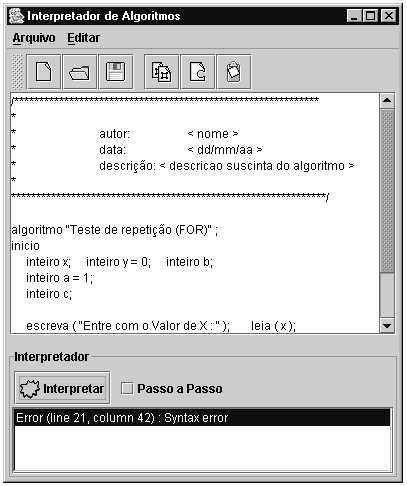 Interpretador de Algoritmos
Arquivo Editar
/************************************************************
*
* autor: < nome >
* data: < dd/mm/aa >
* descrição: < descricao suscinta do algoritmo >
*
**************************************************************/
algoritmo "Teste de repetição (FOR)" ;
inicio
inteiro x; inteiro y = 0; inteiro b;
inteiro a = 1;
inteiro c;
escreva ( "Entre com o Valor de X : " ); leia ( x );
Interpretador
Interpretar Passo a Passo
Error (line 21, column 42) : Syntax error